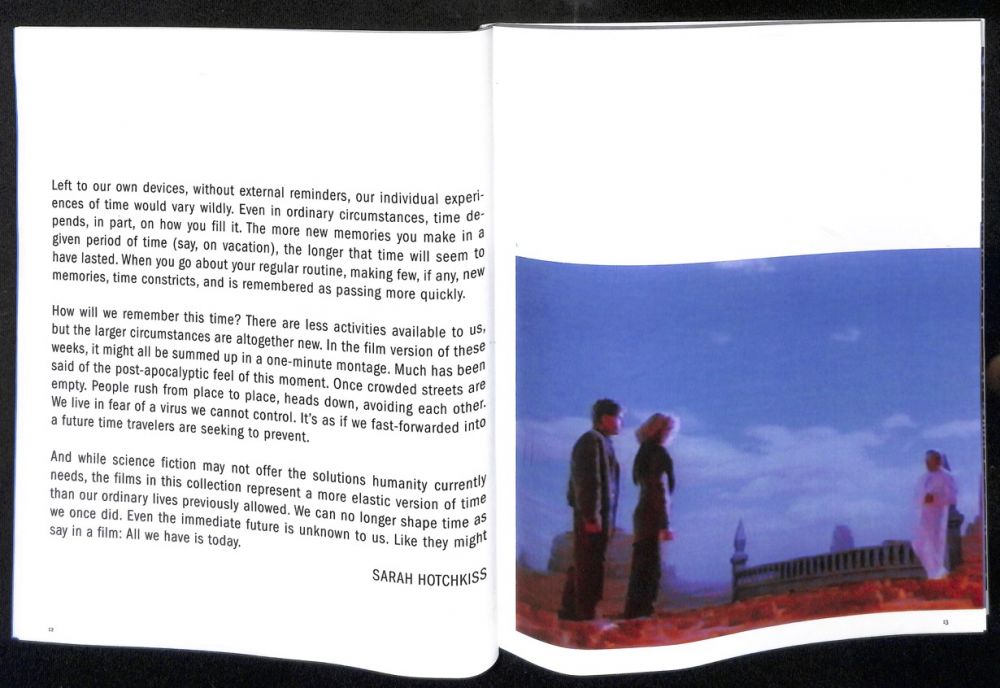 Left to our own devices, without external reminders, our individual experi-
ences of time would vary wildly. Even in ordinary circumstances, time de-
pends, in part, on how you fill it. The more new memories you make in a
given period of time (say, on vacation), the longer that time will seem to
have lasted. When you go about your regular routine, making few, if any, new
memories, time constricts, and is remembered as passing more quickly.
How will we remember this time? There are less activities available to us,
but the larger circumstances are altogether new. In the film version of these
weeks, it might all be summed up in a one-minute montage. Much has been
said of the post-apocalyptic feel of this moment. Once crowded streets are
empty. People rush from place to place, heads down, avoiding each other.
We live in fear of a virus we cannot control. It's as if we fast-forwarded into
a future time travelers are seeking to prevent.
And while science fiction may not offer the solutions humanity currently
needs, the films in this collection represent a more elastic version of time
than our ordinary lives previously allowed. We can no longer shape time as
we once did. Even the immediate future is unknown to us. Like they might
say in a film: All we have is today.
SARAH HOTCHKISS
12
13